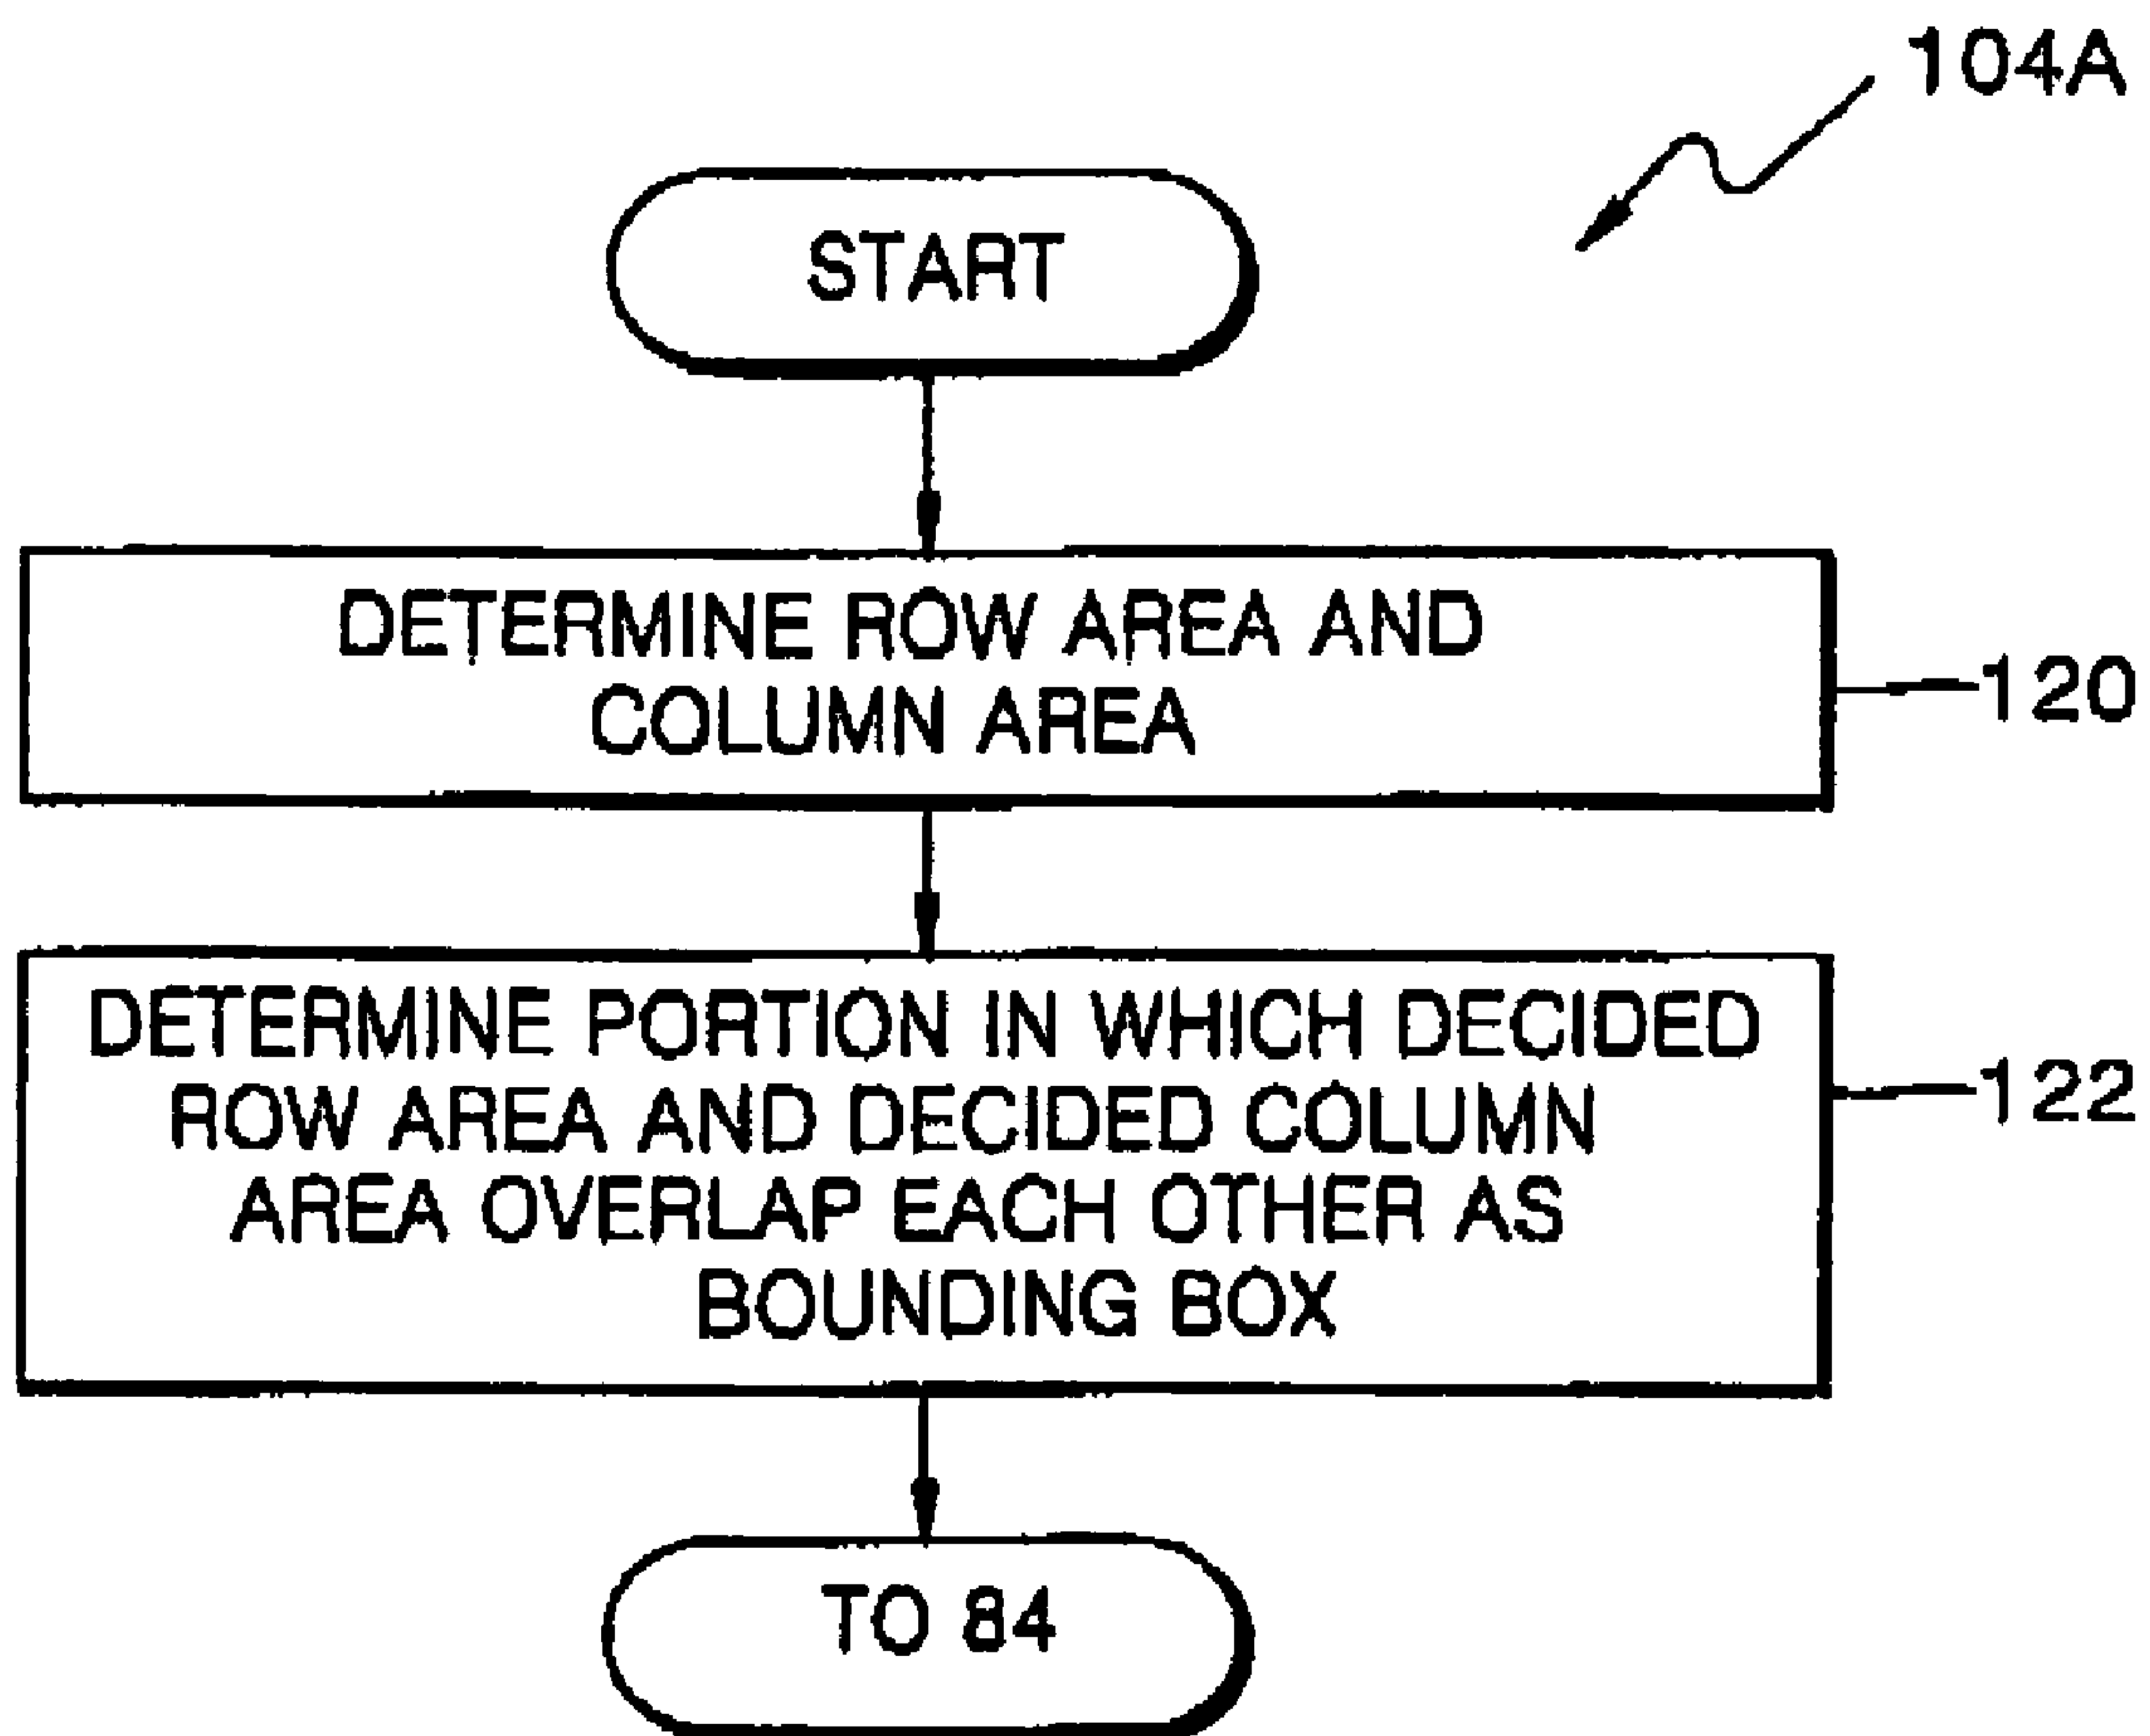 104A
START
DETERMINE ROW AREA AND
COLUMN AREA
120
DETERMINE PORTION IN WHICH DECIDED
ROW AREA AND DECIDED COLUMN
AREA OVERLAP EACH OTHER AS
BOUNDING BOX
122
TO 84